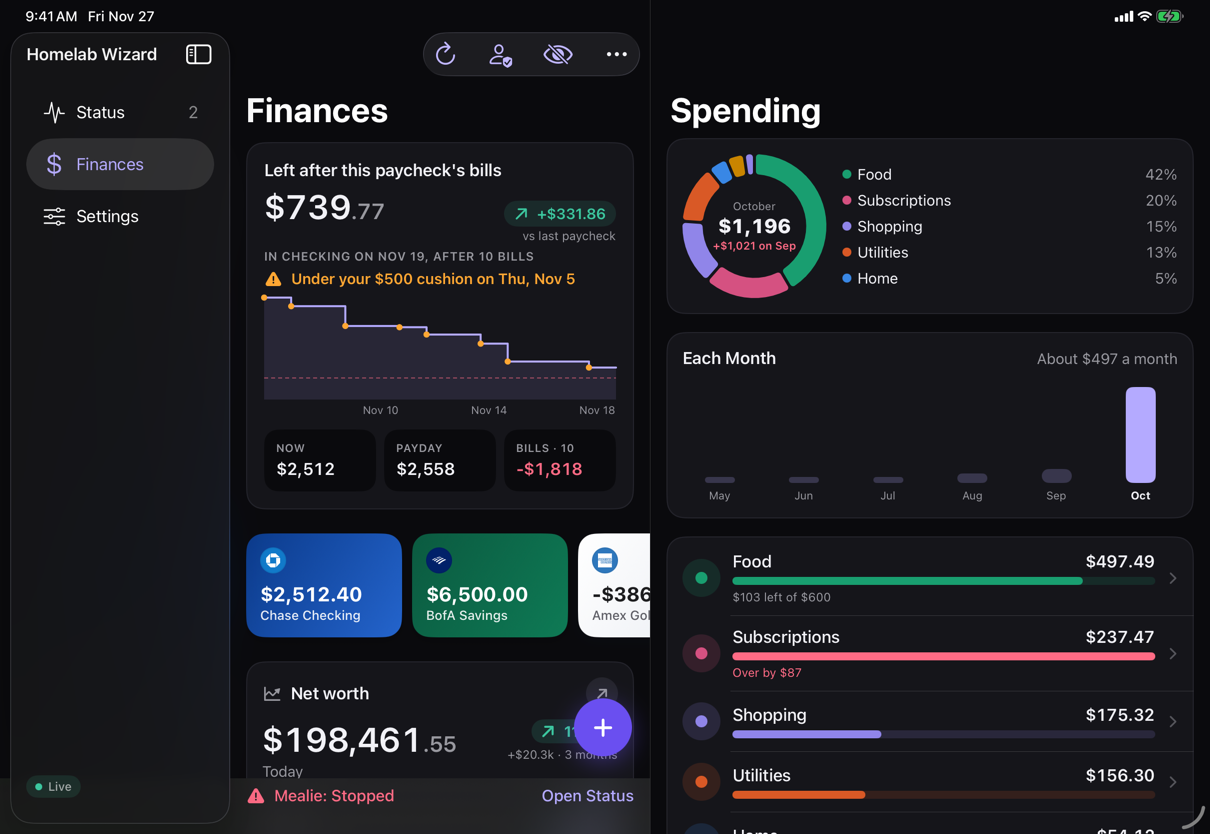 9:41 AM Fri Nov 27
Homelab Wizard
Status 2
Finances
Settings
Live
Finances
Left after this paycheck's bills
$739.77
+$331.86
vs last paycheck
IN CHECKING ON NOV 19, AFTER 10 BILLS
Under your $500 cushion on Thu, Nov 5
Nov 10 Nov 14 Nov 18
NOW
$2,512
PAYDAY
$2,558
BILLS · 10
-$1,818
$2,512.40
Chase Checking
$6,500.00
BofA Savings
-$386
Amex Gol
Net worth
$198,461.55
+$20.3k · 3 months
Today
Mealie: Stopped Open Status
Spending
October
$1,196
+$1,021 on Sep
Food 42%
Subscriptions 20%
Shopping 15%
Utilities 13%
Home 5%
Each Month About $497 a month
May Jun Jul Aug Sep Oct
Food $497.49
$103 left of $600
Subscriptions $237.47
Over by $87
Shopping $175.32
Utilities $156.30